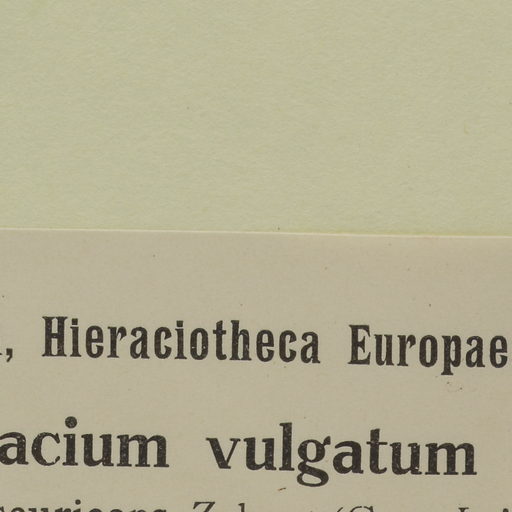 , Hieraciotheca Europae
acium vulgatum